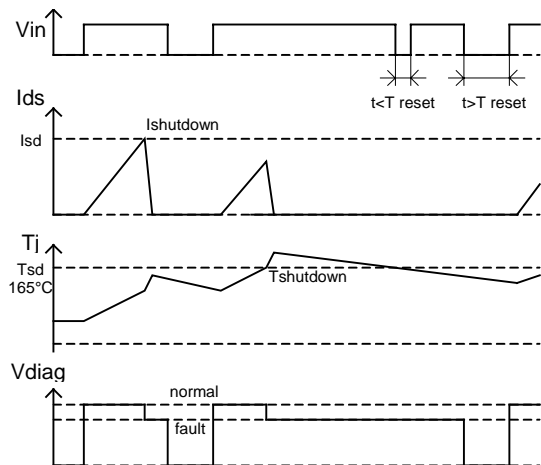 Vin
t<T reset
t>T reset
Ids
Ishutdown
Isd
Tj
Tsd
165°C
Tshutdown
Vdiag
normal
fault